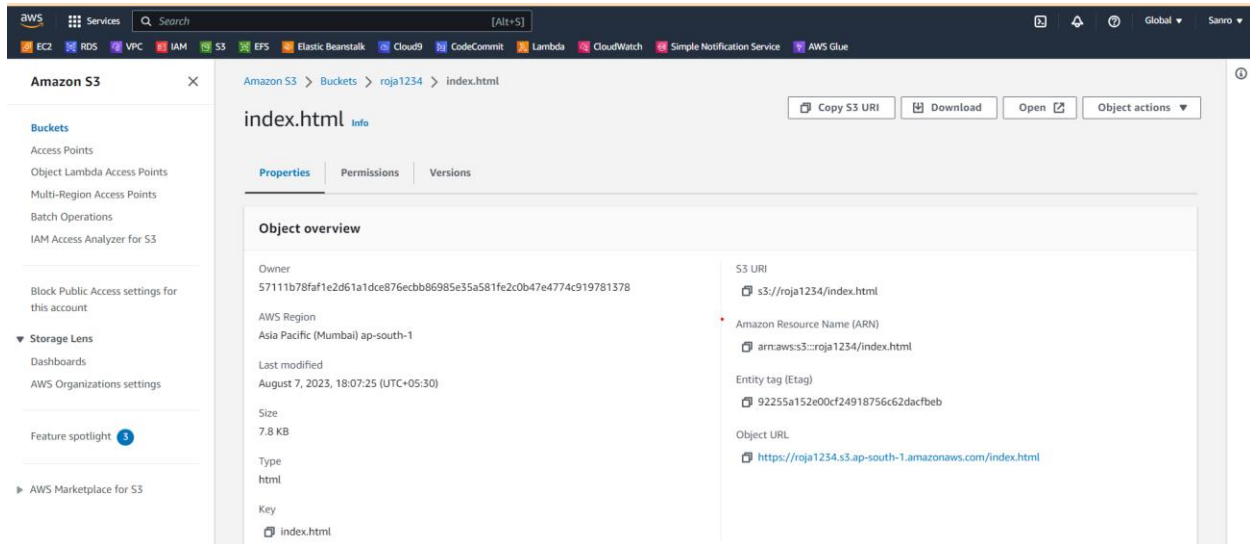 aws Services Search [Alt+S] Global Sanro
EC2 RDS VPC IAM S3 EFS Elastic Beanstalk Cloud9 CodeCommit Lambda CloudWatch Simple Notification Service AWS Glue
Amazon S3
Buckets
Access Points
Object Lambda Access Points
Multi-Region Access Points
Batch Operations
IAM Access Analyzer for S3
Block Public Access settings for
this account
Storage Lens
Dashboards
AWS Organizations settings
Feature spotlight 3
AWS Marketplace for S3
Amazon S3 > Buckets > roja1234 > index.html
index.html Info
Copy S3 URI Download Open Object actions
Properties Permissions Versions
Object overview
Owner
57111b78faf1e2d61a1dce876ecbb86985e35a581fe2c0b47e4774c919781378
AWS Region
Asia Pacific (Mumbai) ap-south-1
Last modified
August 7, 2023, 18:07:25 (UTC+05:30)
Size
7.8 KB
Type
html
Key
index.html
S3 URI
s3://roja1234/index.html
Amazon Resource Name (ARN)
arn:aws:s3:::roja1234/index.html
Entity tag (Etag)
92255a152e00cf24918756c62dacfbeb
Object URL
https://roja1234.s3.ap-south-1.amazonaws.com/index.html